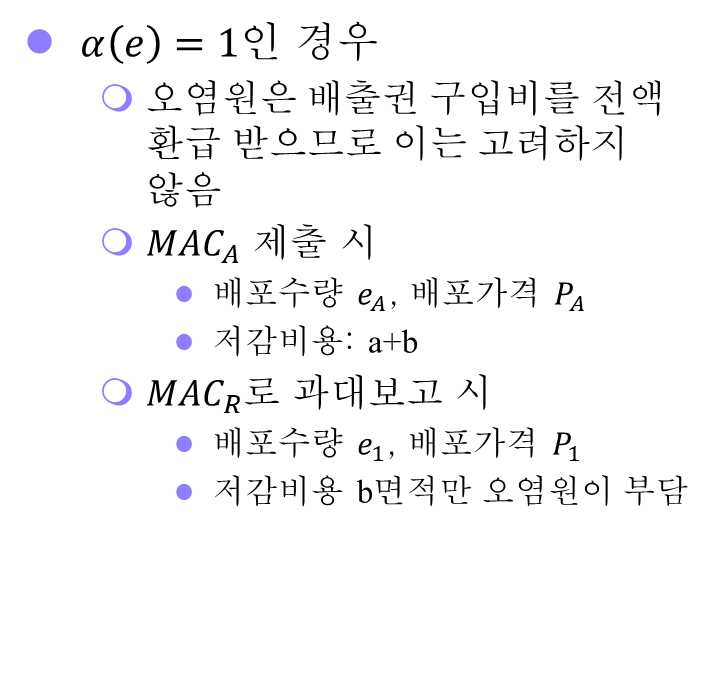 α(e) = 1인 경우
오염원은 배출권 구입비를 전액
환급 받으므로 이는 고려하지
않음
MAC_A 제출 시
배포수량 e_A, 배포가격 P_A
저감비용: a+b
MAC_R로 과대보고 시
배포수량 e_1, 배포가격 P_1
저감비용 b면적만 오염원이 부담